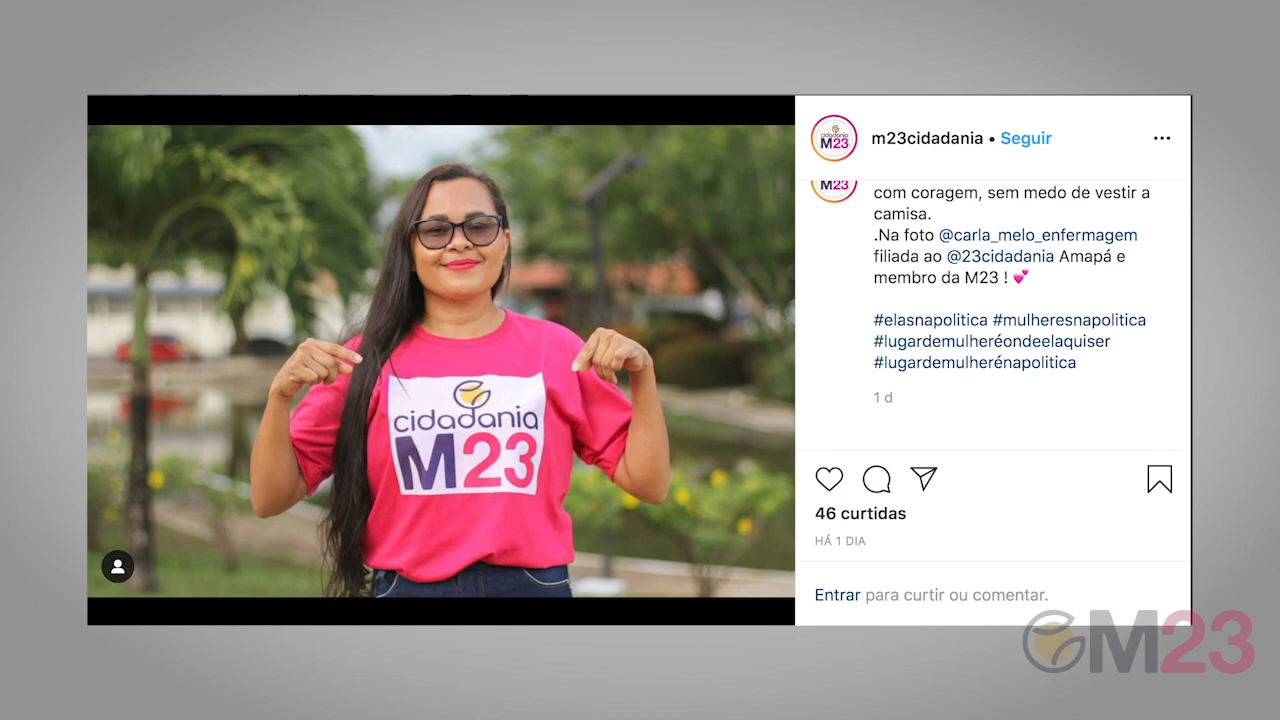 cidadania
M23
cidadania
M23
m23cidadania • Seguir
M23
com coragem, sem medo de vestir a
camisa.
.Na foto @carla_melo_enfermagem
filiada ao @23cidadania Amapá e
membro da M23 ! 💕
#elasnapolitica #mulheresnapolitica
#lugardemulheréondeelaquiser
#lugardemulherénapolitica
1 d
46 curtidas
HÁ 1 DIA
Entrar para curtir ou comentar.
M23